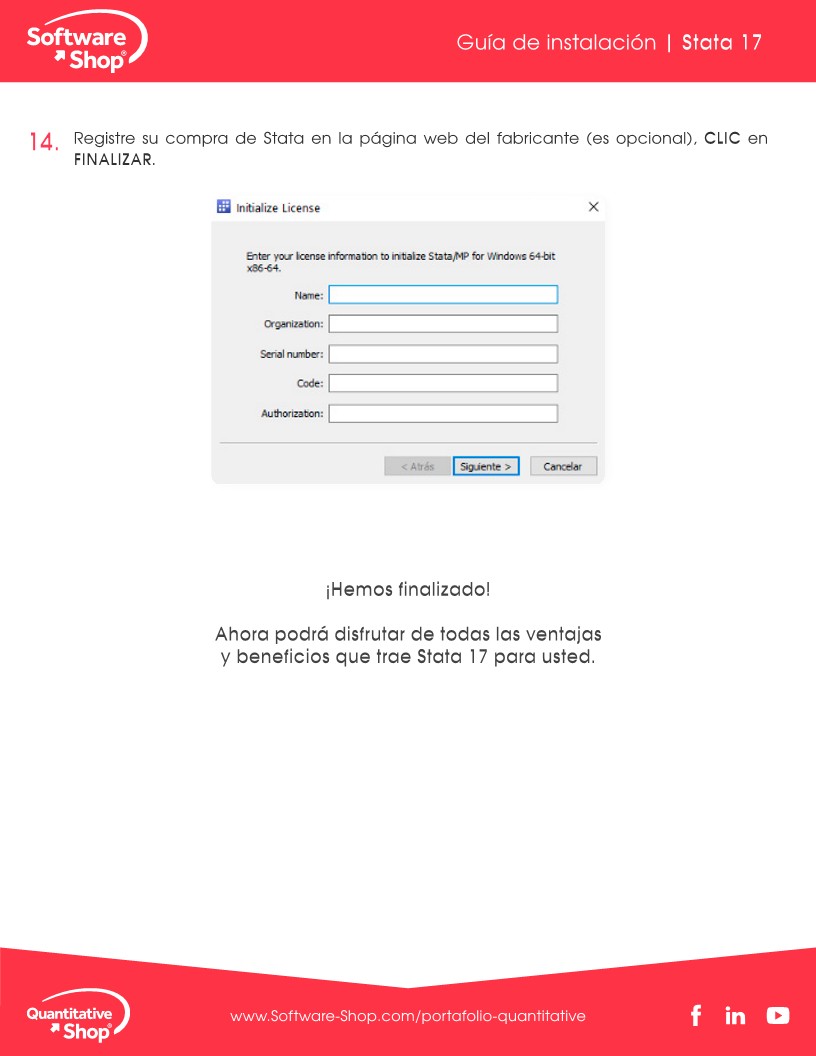 Software
Shop®
Guía de instalación | Stata 17
14. Registre su compra de Stata en la página web del fabricante (es opcional), CLIC en
FINALIZAR.
Initialize License
Enter your license information to initialize Stata/MP for Windows 64-bit
x86-64.
Name:
Organization:
Serial number:
Code:
Authorization:
< Atrás
Siguiente >
Cancelar
¡Hemos finalizado!
Ahora podrá disfrutar de todas las ventajas
y beneficios que trae Stata 17 para usted.
Quantitative
Shop®
www.Software-Shop.com/portafolio-quantitative
f in